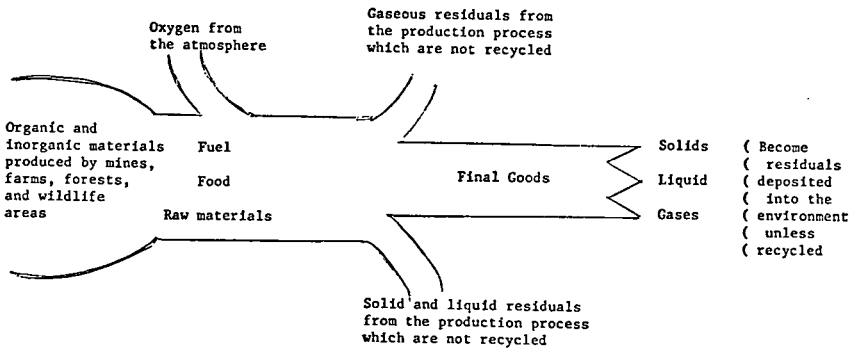 Oxygen from
the atmosphere
Gaseous residuals from
the production process
which are not recycled
Organic and
inorganic materials
produced by mines,
farms, forests,
and wildlife
areas
Fuel
Food
Raw materials
Final Goods
Solids
Liquid
Gases
( Become
( residuals
( deposited
( into the
( environment
( unless
( recycled
Solid and liquid residuals
from the production process
which are not recycled